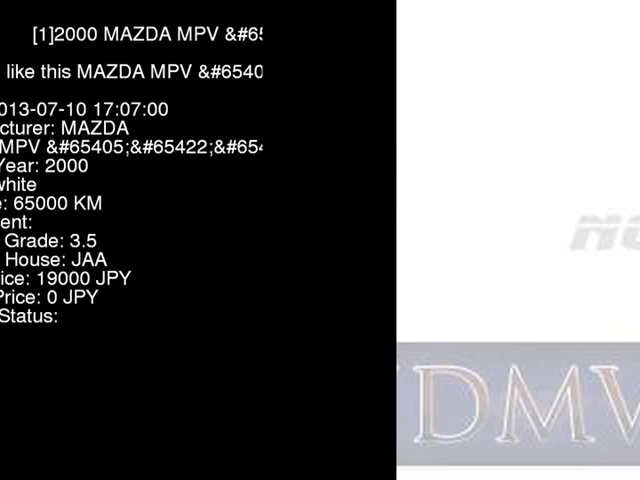 [1]2000 MAZDA MPV &#65
like this MAZDA MPV &#6540
013-07-10 17:07:00
cturer: MAZDA
MPV &#65405;&#65422;&#654
Year: 2000
white
e: 65000 KM
ent:
Grade: 3.5
House: JAA
ice: 19000 JPY
Price: 0 JPY
Status:
NO
DMV